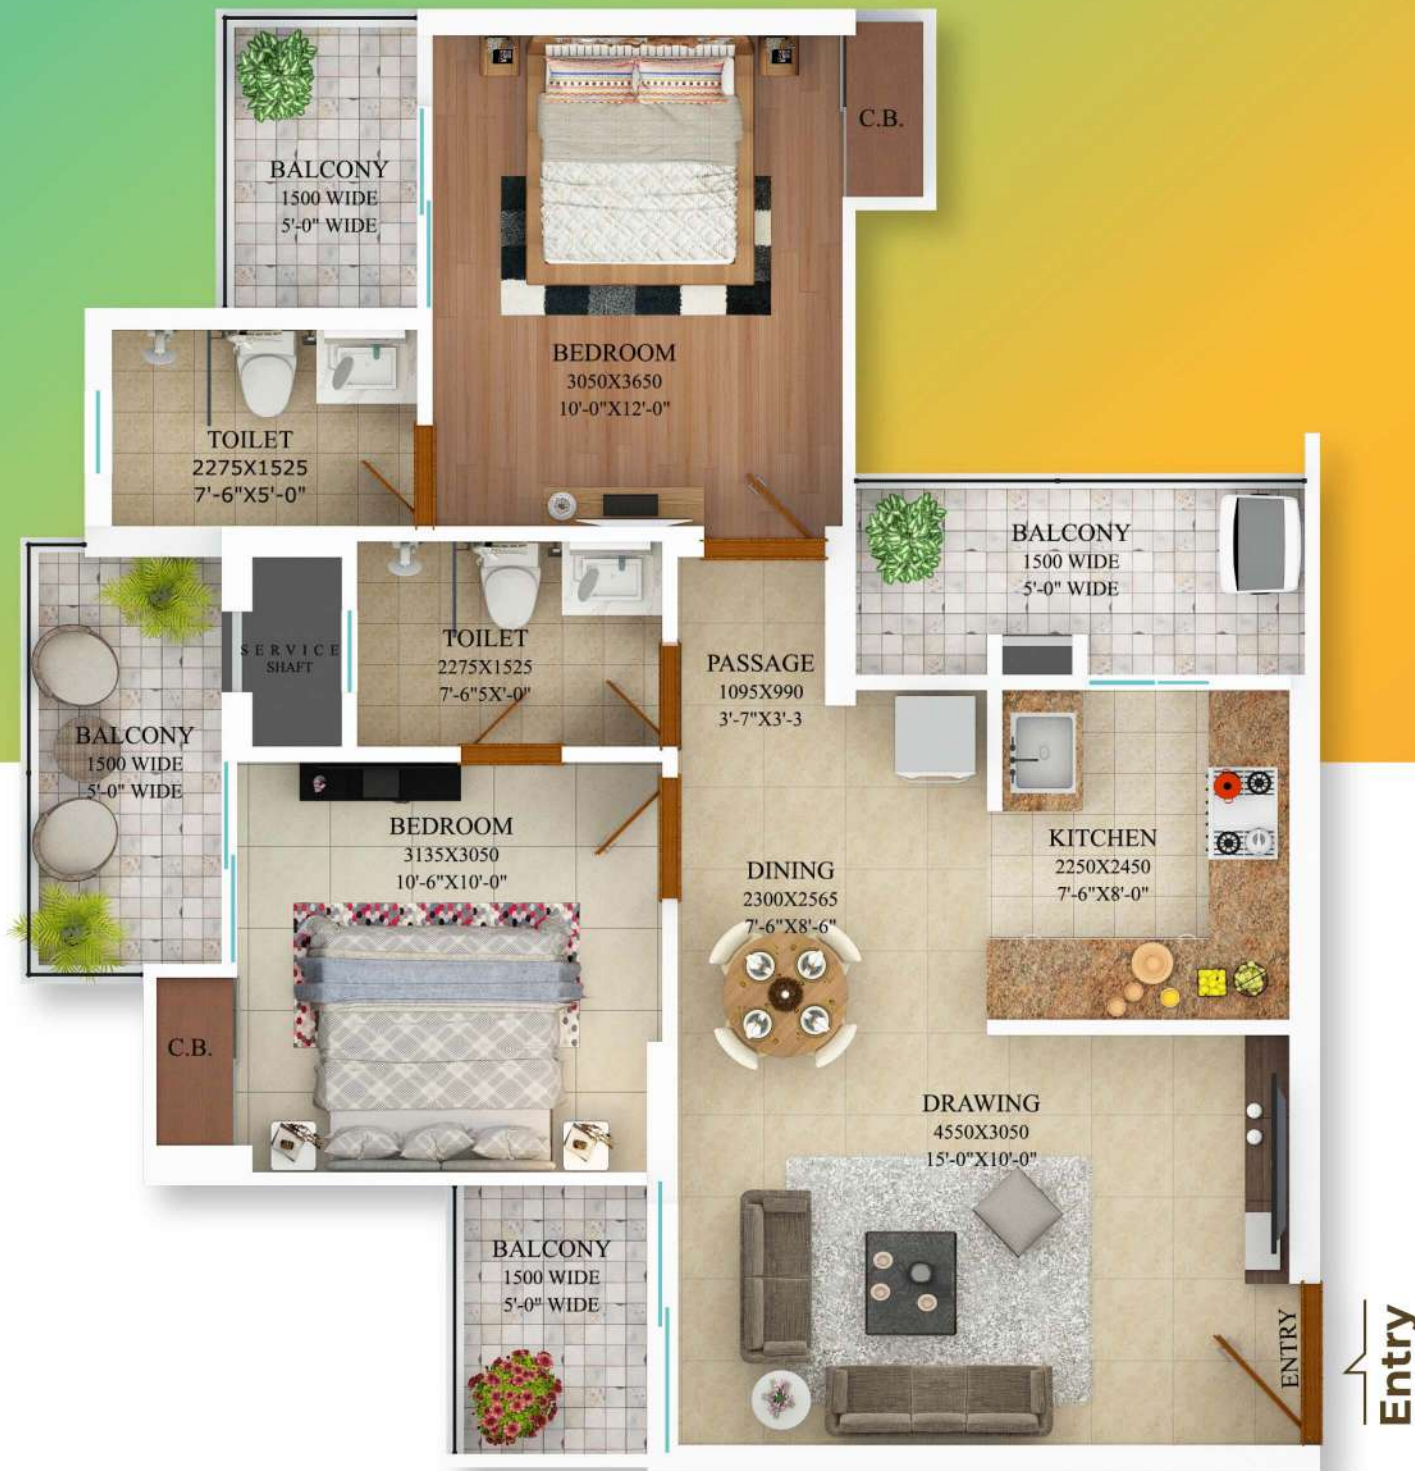 C.B.
BALCONY
1500 WIDE
5'-0" WIDE
BEDROOM
3050X3650
10'-0"X12'-0"
TOILET
2275X1525
7'-6"X5'-0"
BALCONY
1500 WIDE
5'-0" WIDE
SERVICE
SHAFT
TOILET
2275X1525
7'-6"5X'-0"
PASSAGE
1095X990
3'-7"X3'-3
BALCONY
1500 WIDE
5'-0" WIDE
BEDROOM
3135X3050
10'-6"X10'-0"
DINING
2300X2565
7'-6"X8'-6"
KITCHEN
2250X2450
7'-6"X8'-0"
C.B.
DRAWING
4550X3050
15'-0"X10'-0"
BALCONY
1500 WIDE
5'-0" WIDE
ENTRY
Entry